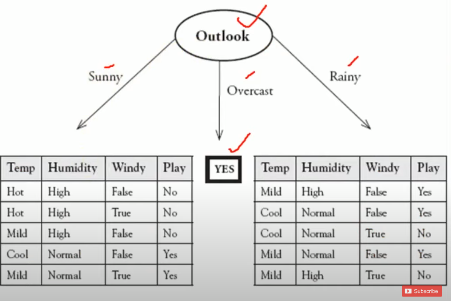 Outlook
Sunny
Overcast
Rainy
YES
Temp Humidity Windy Play
Hot High False No
Hot High True No
Mild High False No
Cool Normal False Yes
Mild Normal True Yes
Temp Humidity Windy Play
Mild High False Yes
Cool Normal False Yes
Cool Normal True No
Mild Normal False Yes
Mild High True No
Subscribe